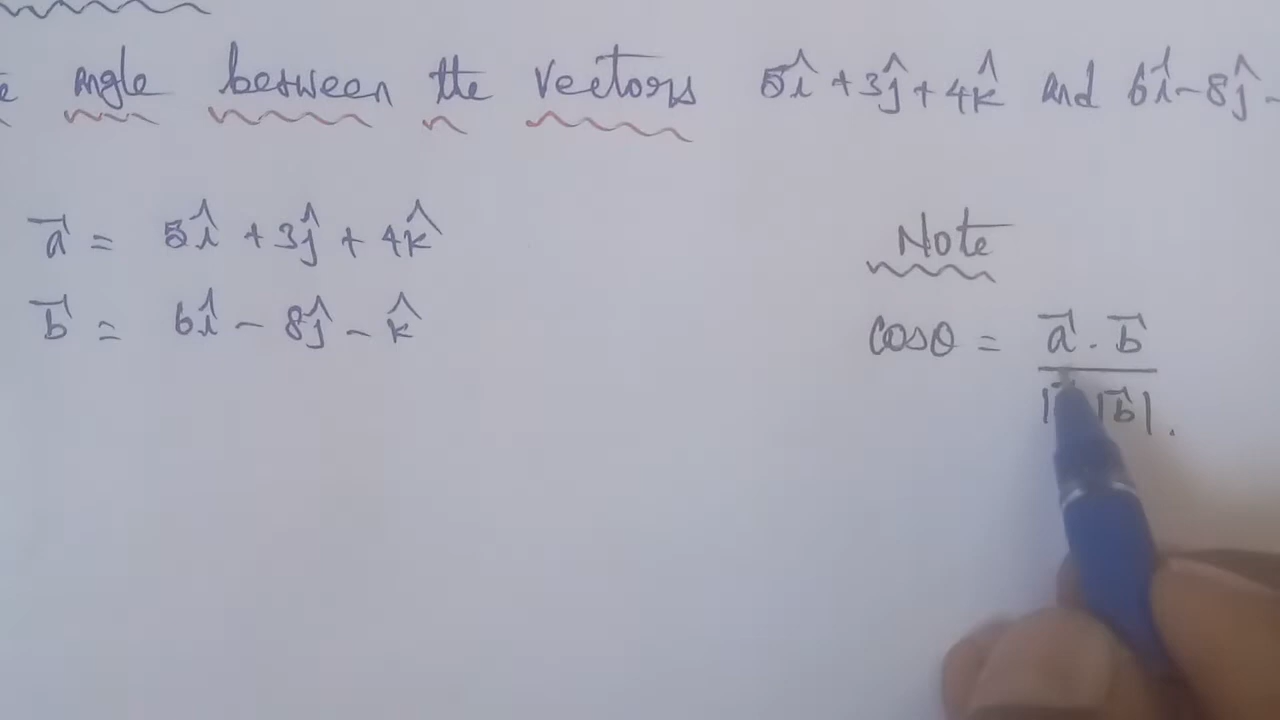 angle between the vectors 5î + 3ĵ + 4k̂ and 6î - 8ĵ -
a⃗ = 5î + 3ĵ + 4k̂
Note
b⃗ = 6î - 8ĵ - k̂
cosθ = a⃗ . b⃗
|b⃗|.